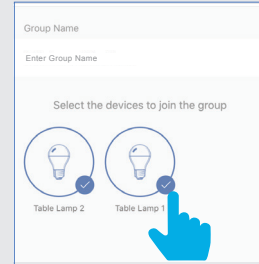 Group Name
Enter Group Name
Select the devices to join the group
Table Lamp 2 Table Lamp 1